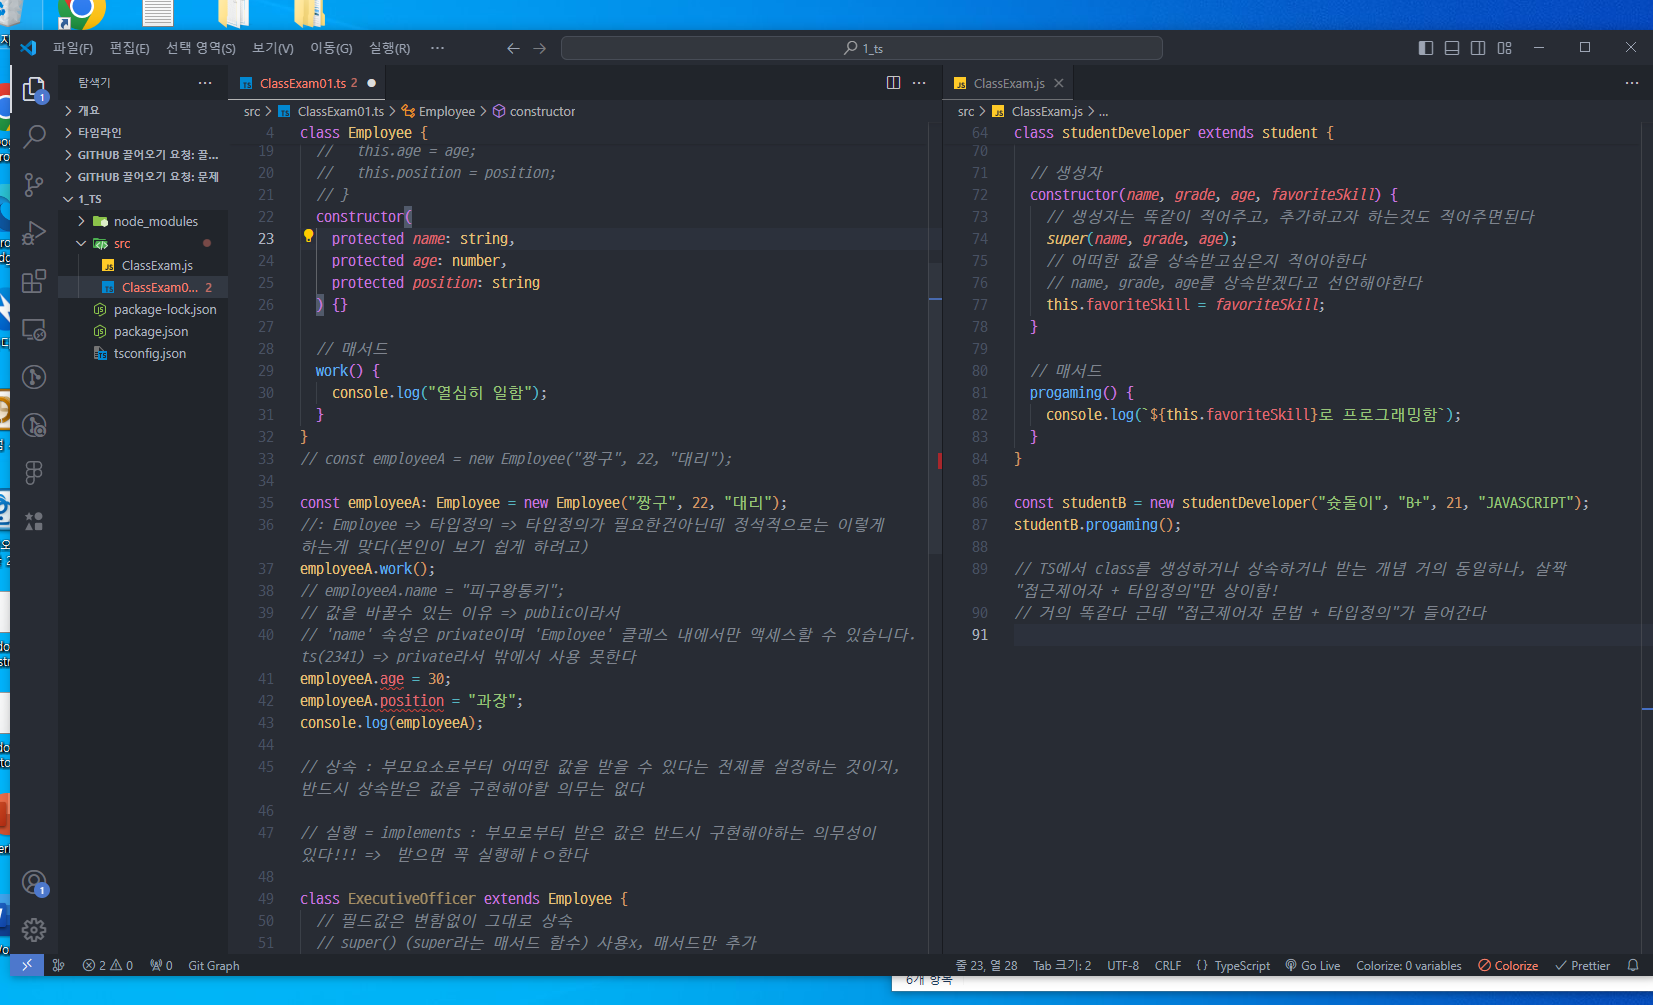 파일(F) 편집(E) 선택 영역(S) 보기(V) 이동(G) 실행(R) ··· 1_ts
탐색기
개요
타임라인
GITHUB 끌어오기 요청: 끌...
GITHUB 끌어오기 요청: 문제
1_TS
node_modules
src
ClassExam.js
ClassExam0... 2
package-lock.json
package.json
tsconfig.json
ClassExam01.ts 2
src > ClassExam01.ts > Employee > constructor
4 class Employee {
19 //   this.age = age;
20 //   this.position = position;
21 // }
22 constructor(
23 protected name: string,
24 protected age: number,
25 protected position: string
26 ) {}
27
28 // 매서드
29 work() {
30 console.log("열심히 일함");
31 }
32 }
33 // const employeeA = new Employee("짱구", 22, "대리");
34
35 const employeeA: Employee = new Employee("짱구", 22, "대리");
36 //: Employee => 타입정의 => 타입정의가 필요한건아닌데 정석적으로는 이렇게
하는게 맞다(본인이 보기 쉽게 하려고)
37 employeeA.work();
38 // employeeA.name = "피구왕통키";
39 // 값을 바꿀수 있는 이유 => public이라서
40 // 'name' 속성은 private이며 'Employee' 클래스 내에서만 액세스할 수 있습니다.
ts(2341) => private라서 밖에서 사용 못한다
41 employeeA.age = 30;
42 employeeA.position = "과장";
43 console.log(employeeA);
44
45 // 상속 : 부모요소로부터 어떠한 값을 받을 수 있다는 전제를 설정하는 것이지,
반드시 상속받은 값을 구현해야할 의무는 없다
46
47 // 실행 = implements : 부모로부터 받은 값은 반드시 구현해야하는 의무성이
있다!!! =>  받으면 꼭 실행해ㅑㅇ한다
48
49 class ExecutiveOfficer extends Employee {
50 // 필드값은 변함없이 그대로 상속
51 // super() (super라는 매서드 함수) 사용x, 매서드만 추가
ClassExam.js
src > ClassExam.js > ...
64 class studentDeveloper extends student {
70
71 // 생성자
72 constructor(name, grade, age, favoriteSkill) {
73 // 생성자는 똑같이 적어주고, 추가하고자 하는것도 적어주면된다
74 super(name, grade, age);
75 // 어떠한 값을 상속받고싶은지 적어야한다
76 // name, grade, age를 상속받겠다고 선언해야한다
77 this.favoriteSkill = favoriteSkill;
78 }
79
80 // 매서드
81 progaming() {
82 console.log(`${this.favoriteSkill}로 프로그래밍함`);
83 }
84 }
85
86 const studentB = new studentDeveloper("슛돌이", "B+", 21, "JAVASCRIPT");
87 studentB.progaming();
88
89 // TS에서 class를 생성하거나 상속하거나 받는 개념 거의 동일하나, 살짝
"접근제어자 + 타입정의"만 상이함!
90 // 거의 똑같다 근데 "접근제어자 문법 + 타입정의"가 들어간다
91
1
1
2 0 0 Git Graph 줄 23, 열 28 Tab 크기: 2 UTF-8 CRLF {} TypeScript Go Live Colorize: 0 variables Colorize Prettier
6개 항목